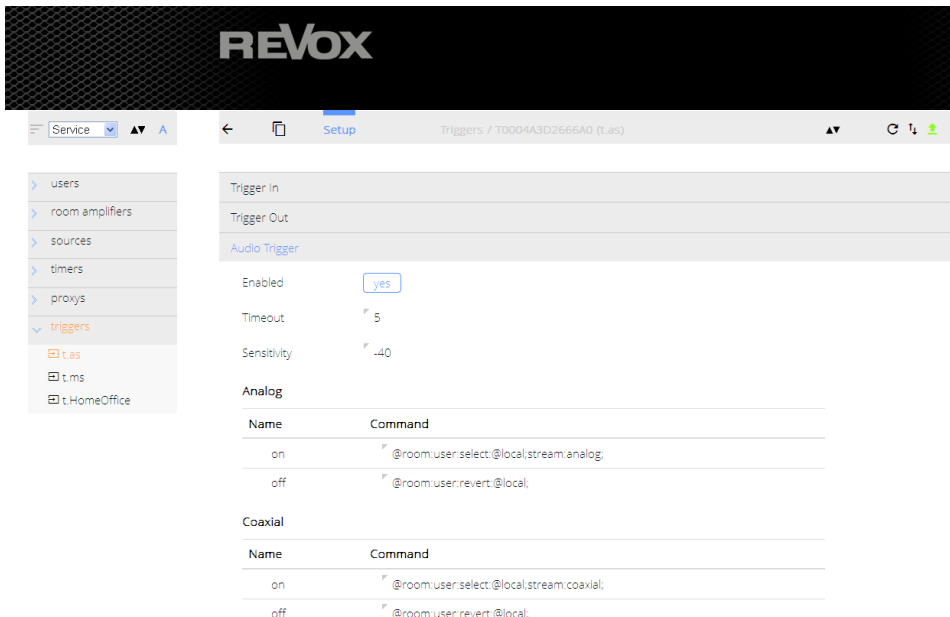 REVOX
Service A Setup Triggers / T0004A3D2666A0 (t.as)
users
room amplifiers
sources
timers
proxys
triggers
t.as
t.ms
t.HomeOffice
Trigger In
Trigger Out
Audio Trigger
Enabled yes
Timeout 5
Sensitivity -40
Analog
Name Command
on @room:user:select:@local;stream:analog;
off @room:user:revert:@local;
Coaxial
Name Command
on @room:user:select:@local;stream:coaxial;
off @room:user:revert:@local;